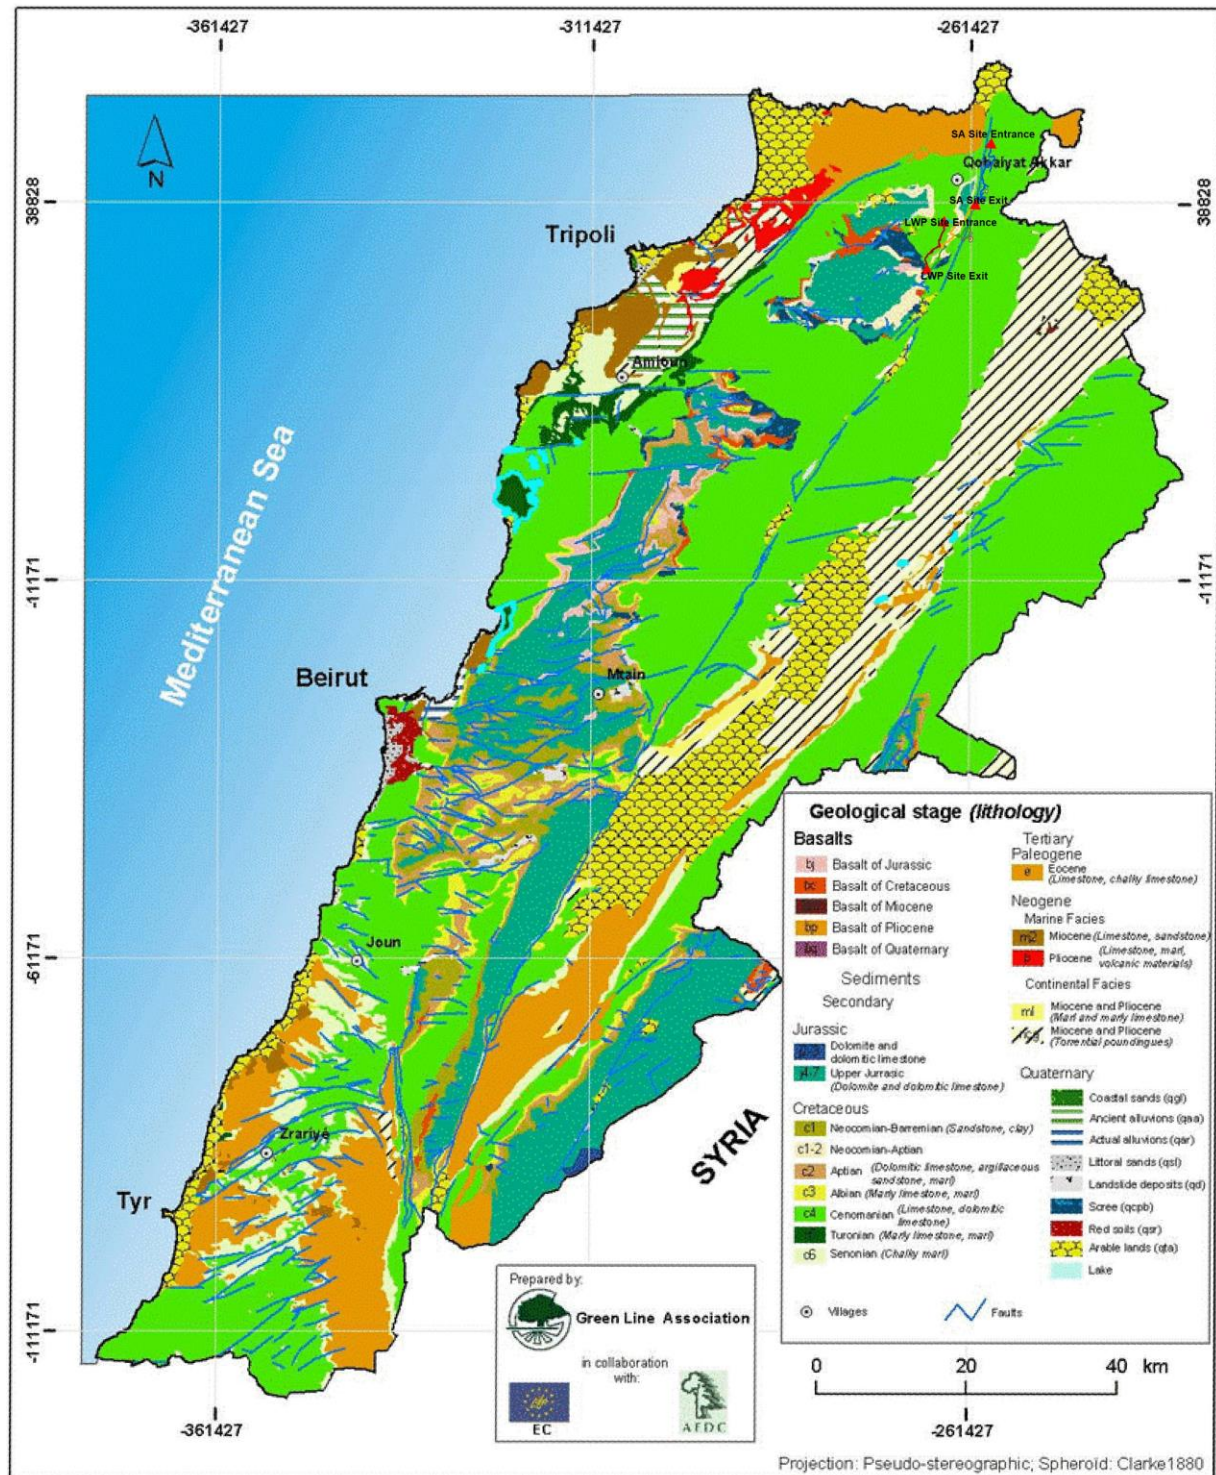 -361427
-311427
-261427
N
38828
38828
SA Site Entrance
Qobaiyat Akkar
SA Site Exit
LWP Site Entrance
LWP Site Exit
Tripoli
Amioun
Mediterranean Sea
-11171
-11171
Beirut
Mtain
Joun
-61171
Zrariyé
Tyr
SYRIA
-111171
Geological stage (lithology)
Basalts
bj Basalt of Jurassic
bc Basalt of Cretaceous
Basalt of Miocene
bp Basalt of Pliocene
bq Basalt of Quaternary
Sediments
Secondary
Jurassic
Dolomite and
dolomitic limestone
j4-7 Upper Jurrasic
(Dolomite and dolomitic limestone)
Cretaceous
c1 Neocomian-Barremian (Sandstone, clay)
c1-2 Neocomian-Aptian
c2 Aptian (Dolomitic limestone, argillaceous
sandstone, marl)
c3 Albian (Marly limestone, marl)
c4 Cenomanian (Limestone, dolomitic
limestone)
Turonian (Marly limestone, marl)
c6 Senonian (Chalky marl)
Tertiary
Paleogene
e Eocene
(Limestone, chalky limestone)
Neogene
Marine Facies
m2 Miocene (Limestone, sandstone)
p Pliocene (Limestone, marl,
volcanic materials)
Continental Facies
ml Miocene and Pliocene
(Marl and marly limestone)
Miocene and Pliocene
(Torrential poundingues)
Quaternary
Coastal sands (qgl)
Ancient alluvions (qaa)
Actual alluvions (qar)
Littoral sands (qsl)
Landslide deposits (qd)
Scree (qcpb)
Red soils (qsr)
Arable lands (qta)
Lake
Villages
Faults
Prepared by:
Green Line Association
in collaboration
with:
EC
AFDC
0 20 40 km
-361427
-261427
Projection: Pseudo-stereographic; Spheroid: Clarke1880